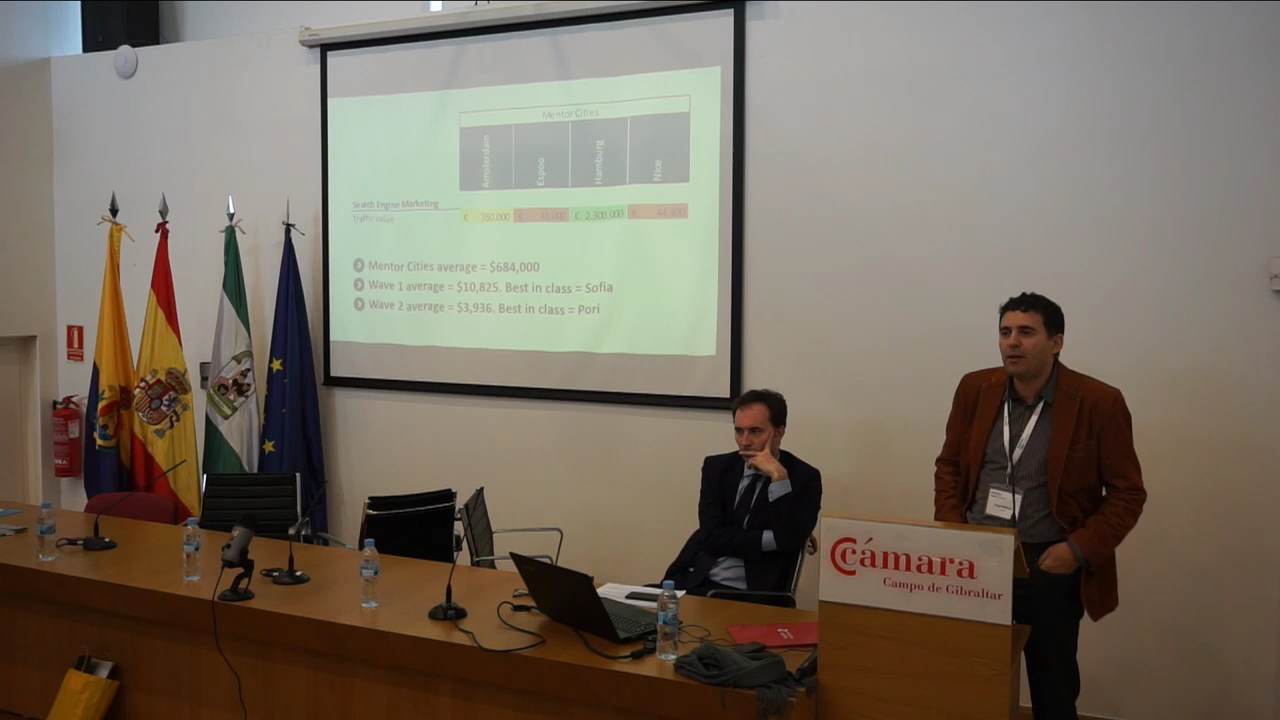 Mentor Cities
Amsterdam
Espoo
Hamburg
Nice
Search Engine Marketing
Traffic value
€ 2.300.000
Mentor Cities average = $684,000
Wave 1 average = $10,825. Best in class = Sofia
Wave 2 average = $3,936. Best in class = Pori
Cámara
Campo de Gibraltar